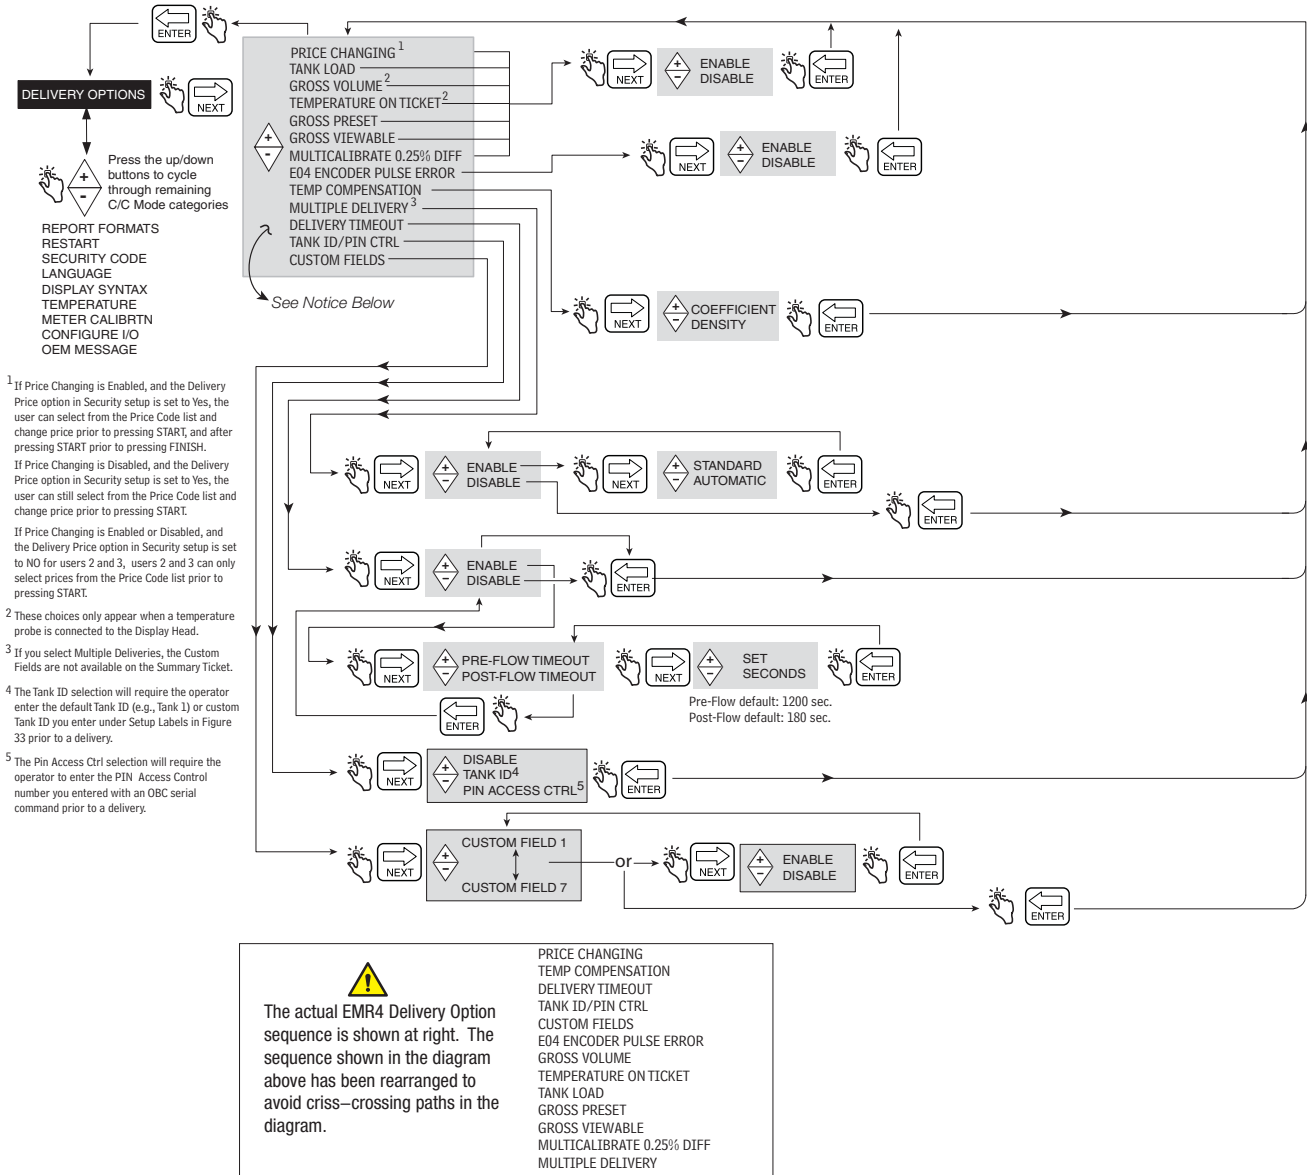 ENTER
DELIVERY OPTIONS
NEXT
Press the up/down
buttons to cycle
through remaining
C/C Mode categories
REPORT FORMATS
RESTART
SECURITY CODE
LANGUAGE
DISPLAY SYNTAX
TEMPERATURE
METER CALIBRTN
CONFIGURE I/O
OEM MESSAGE
+
-
PRICE CHANGING 1
TANK LOAD
GROSS VOLUME 2
TEMPERATURE ON TICKET 2
GROSS PRESET
GROSS VIEWABLE
MULTICALIBRATE 0.25% DIFF
E04 ENCODER PULSE ERROR
TEMP COMPENSATION
MULTIPLE DELIVERY 3
DELIVERY TIMEOUT
TANK ID/PIN CTRL
CUSTOM FIELDS
See Notice Below
NEXT
+
-
ENABLE
DISABLE
ENTER
NEXT
+
-
ENABLE
DISABLE
ENTER
NEXT
+
-
COEFFICIENT
DENSITY
ENTER
1 If Price Changing is Enabled, and the Delivery
Price option in Security setup is set to Yes, the
user can select from the Price Code list and
change price prior to pressing START, and after
pressing START prior to pressing FINISH.
If Price Changing is Disabled, and the Delivery
Price option in Security setup is set to Yes, the
user can still select from the Price Code list and
change price prior to pressing START.
If Price Changing is Enabled or Disabled, and
the Delivery Price option in Security setup is set
to NO for users 2 and 3, users 2 and 3 can only
select prices from the Price Code list prior to
pressing START.
2 These choices only appear when a temperature
probe is connected to the Display Head.
3 If you select Multiple Deliveries, the Custom
Fields are not available on the Summary Ticket.
4 The Tank ID selection will require the operator
enter the default Tank ID (e.g., Tank 1) or custom
Tank ID you enter under Setup Labels in Figure
33 prior to a delivery.
5 The Pin Access Ctrl selection will require the
operator to enter the PIN Access Control
number you entered with an OBC serial
command prior to a delivery.
NEXT
+
-
ENABLE
DISABLE
NEXT
+
-
STANDARD
AUTOMATIC
ENTER
ENTER
NEXT
+
-
ENABLE
DISABLE
ENTER
NEXT
+
-
PRE-FLOW TIMEOUT
POST-FLOW TIMEOUT
NEXT
+
-
SET
SECONDS
ENTER
Pre-Flow default: 1200 sec.
Post-Flow default: 180 sec.
ENTER
NEXT
+
-
DISABLE
TANK ID4
PIN ACCESS CTRL5
ENTER
NEXT
+
-
CUSTOM FIELD 1
CUSTOM FIELD 7
or
NEXT
+
-
ENABLE
DISABLE
ENTER
ENTER
!
The actual EMR4 Delivery Option
sequence is shown at right. The
sequence shown in the diagram
above has been rearranged to
avoid criss–crossing paths in the
diagram.
PRICE CHANGING
TEMP COMPENSATION
DELIVERY TIMEOUT
TANK ID/PIN CTRL
CUSTOM FIELDS
E04 ENCODER PULSE ERROR
GROSS VOLUME
TEMPERATURE ON TICKET
TANK LOAD
GROSS PRESET
GROSS VIEWABLE
MULTICALIBRATE 0.25% DIFF
MULTIPLE DELIVERY